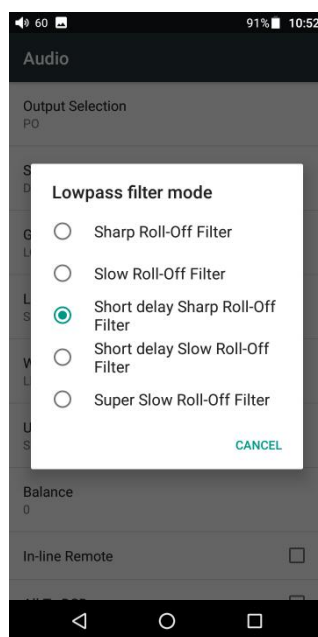 60
91%
10:52
Audio
Output Selection
PO
S
D
Lowpass filter mode
G
Sharp Roll-Off Filter
Slow Roll-Off Filter
L
S
Short delay Sharp Roll-Off
Filter
W
Short delay Slow Roll-Off
Filter
Super Slow Roll-Off Filter
U
S
CANCEL
Balance
0
In-line Remote